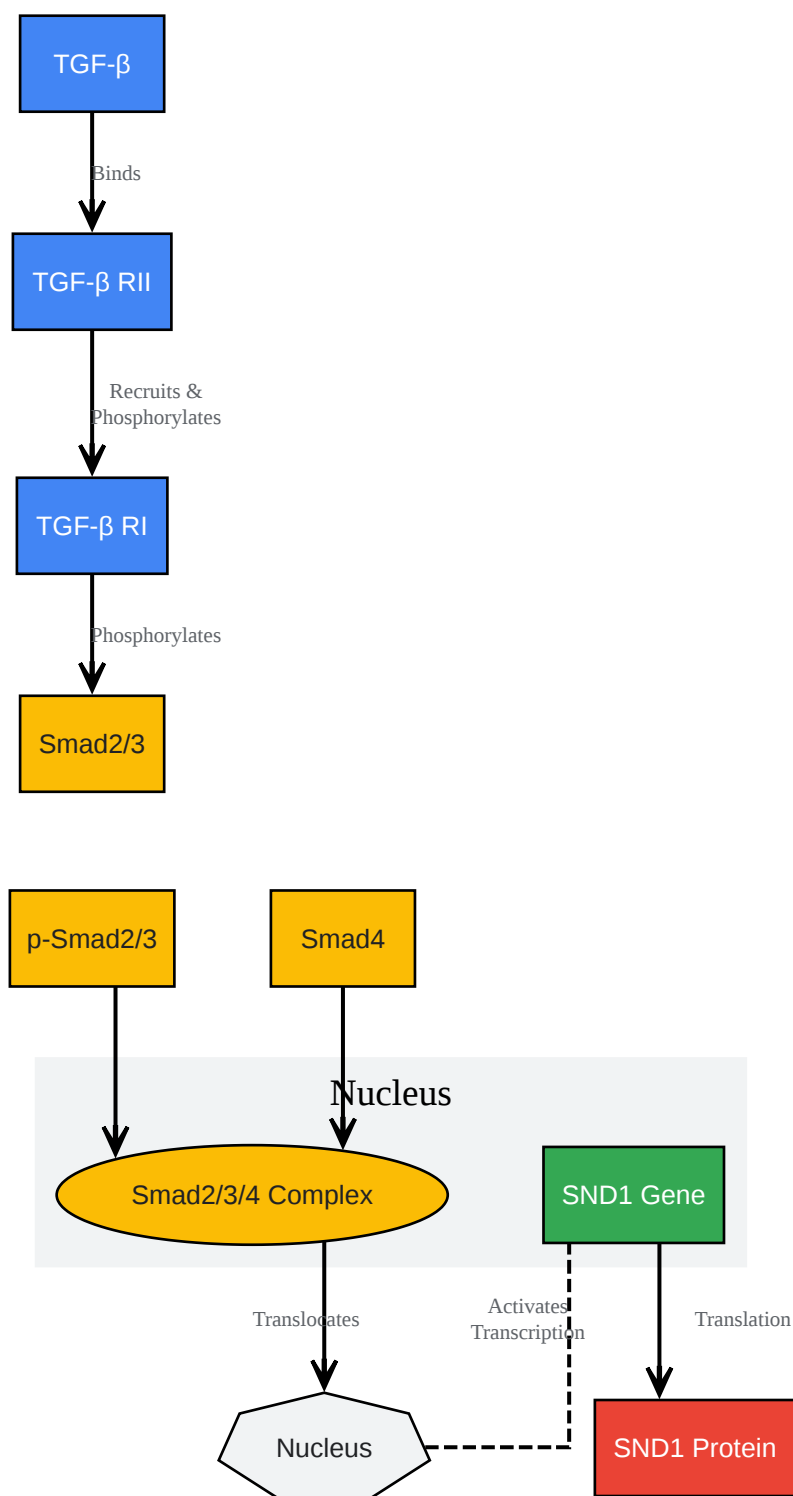 TGF-β
Binds
TGF-β RII
Recruits &
Phosphorylates
TGF-β RI
Phosphorylates
Smad2/3
p-Smad2/3
Smad4
Nucleus
Smad2/3/4 Complex
SND1 Gene
Translocates
Activates
Transcription
Translation
Nucleus
SND1 Protein